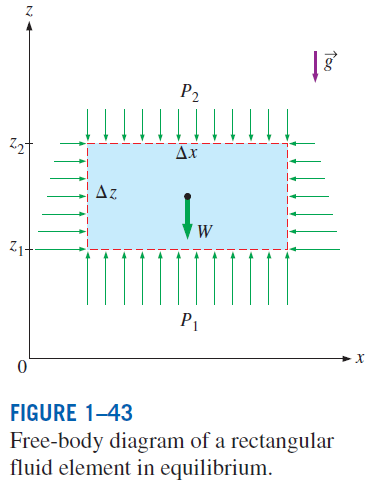 z
g
P2
z2
Δx
Δz
W
z1
P1
0
x
FIGURE 1–43
Free-body diagram of a rectangular
fluid element in equilibrium.